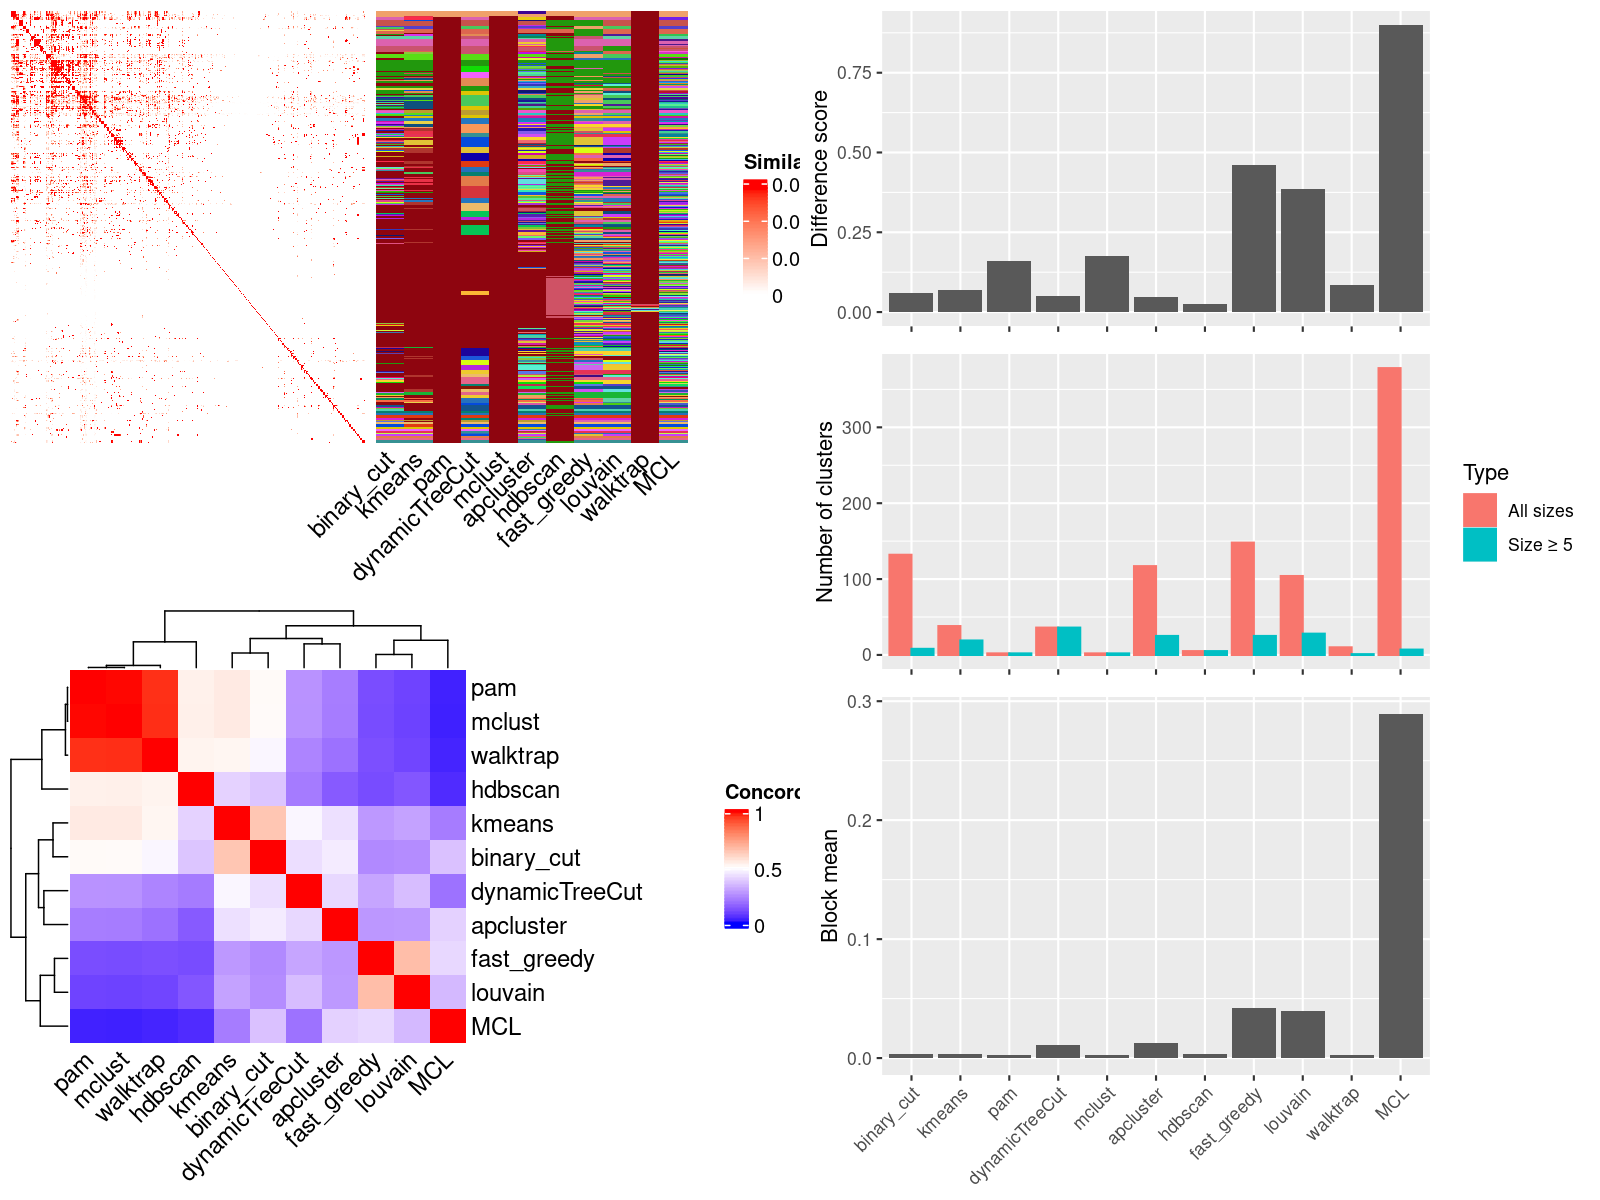 Simila
0.0
0.0
0.0
0
binary_cut
kmeans
pam
dynamicTreeCut
mclust
apcluster
hdbscan
fast_greedy
louvain
walktrap
MCL
pam
mclust
walktrap
hdbscan
kmeans
binary_cut
dynamicTreeCut
apcluster
fast_greedy
louvain
MCL
pam
mclust
walktrap
hdbscan
kmeans
binary_cut
dynamicTreeCut
apcluster
fast_greedy
louvain
MCL
Concord
1
0.5
0
Difference score
0.75
0.50
0.25
0.00
Number of clusters
300
200
100
0
Type
All sizes
Size ≥ 5
Block mean
0.3
0.2
0.1
0.0
binary_cut
kmeans
pam
dynamicTreeCut
mclust
apcluster
hdbscan
fast_greedy
louvain
walktrap
MCL